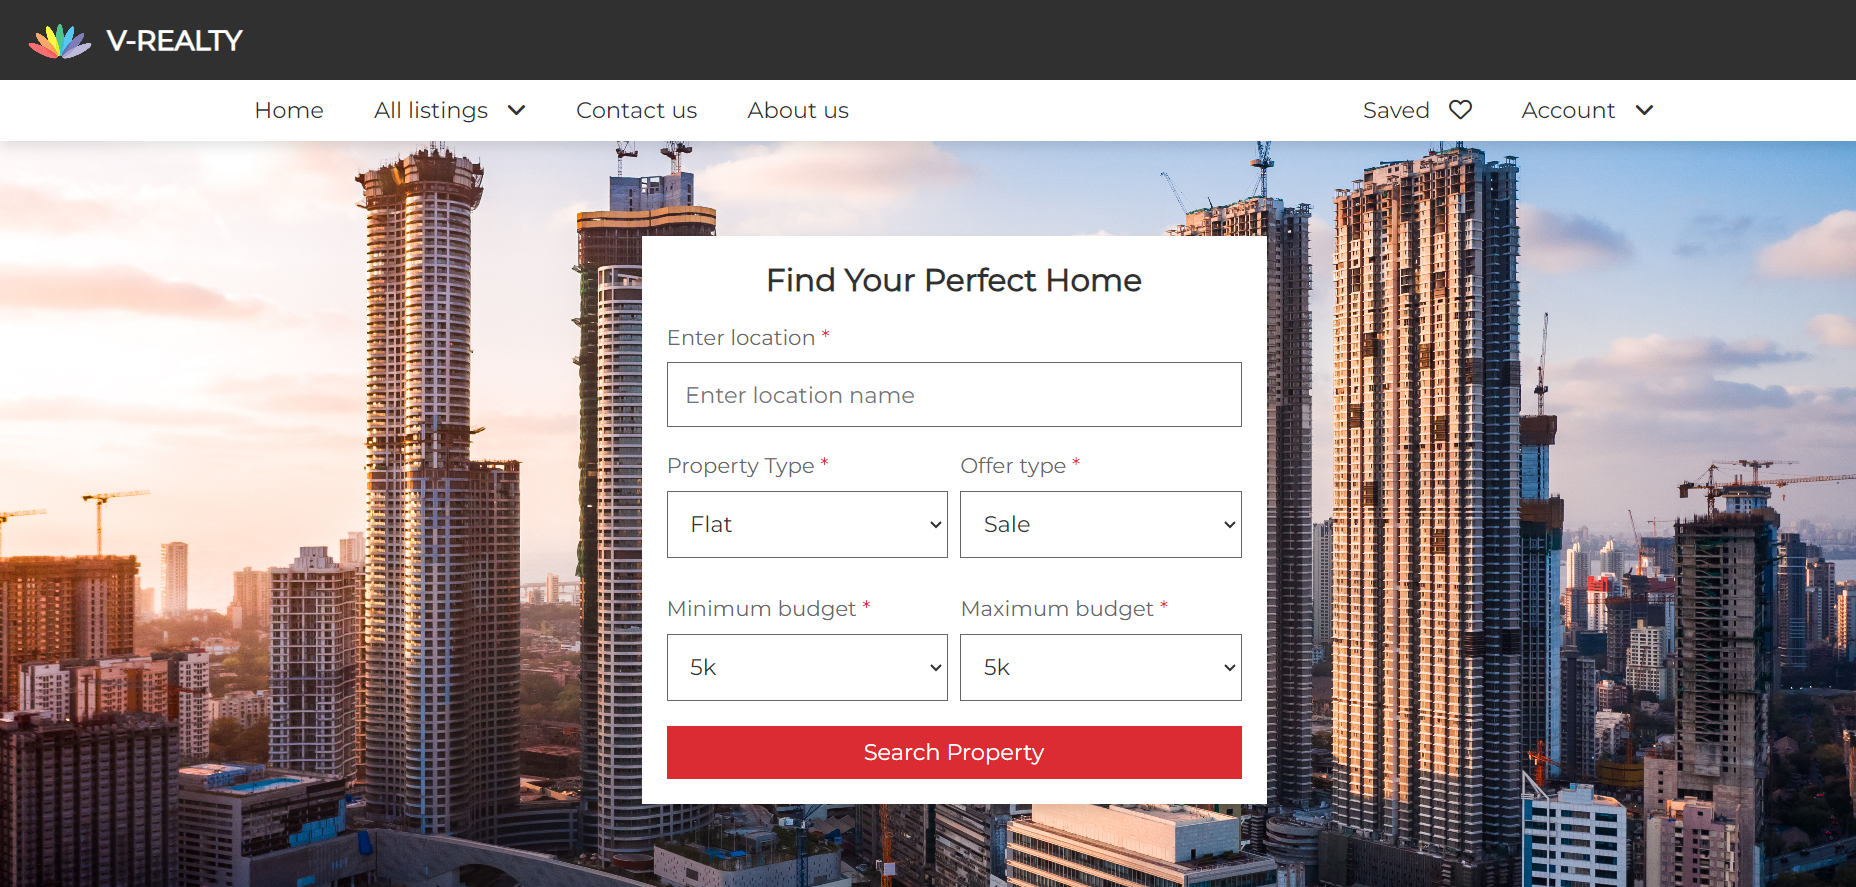 V-REALTY
Home All listings Contact us About us Saved Account
Find Your Perfect Home
Enter location *
Enter location name
Property Type * Offer type *
Flat Sale
Minimum budget * Maximum budget *
5k 5k
Search Property